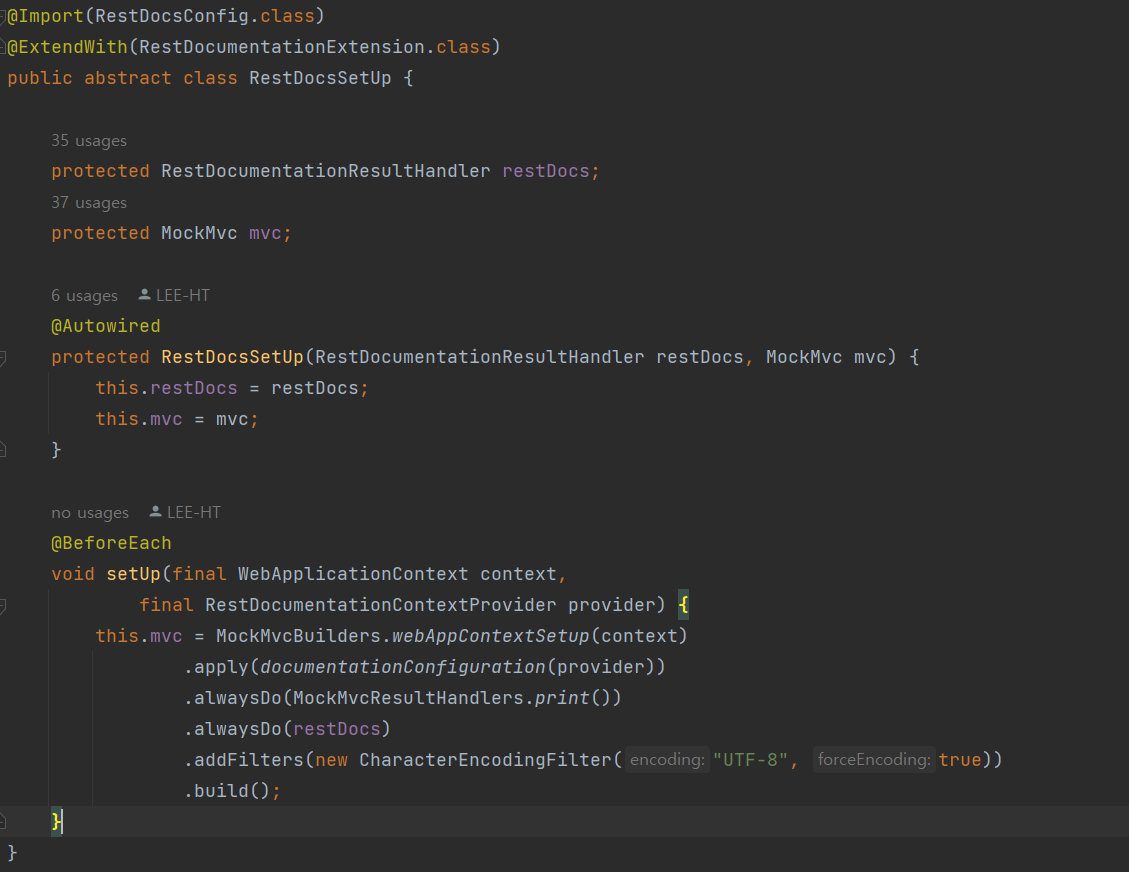 @Import(RestDocsConfig.class)
@ExtendWith(RestDocumentationExtension.class)
public abstract class RestDocsSetUp {
35 usages
protected RestDocumentationResultHandler restDocs;
37 usages
protected MockMvc mvc;
6 usages LEE-HT
@Autowired
protected RestDocsSetUp(RestDocumentationResultHandler restDocs, MockMvc mvc) {
this.restDocs = restDocs;
this.mvc = mvc;
}
no usages LEE-HT
@BeforeEach
void setUp(final WebApplicationContext context,
final RestDocumentationContextProvider provider) {
this.mvc = MockMvcBuilders.webAppContextSetup(context)
.apply(documentationConfiguration(provider))
.alwaysDo(MockMvcResultHandlers.print())
.alwaysDo(restDocs)
.addFilters(new CharacterEncodingFilter( encoding: "UTF-8", forceEncoding: true))
.build();
}
}